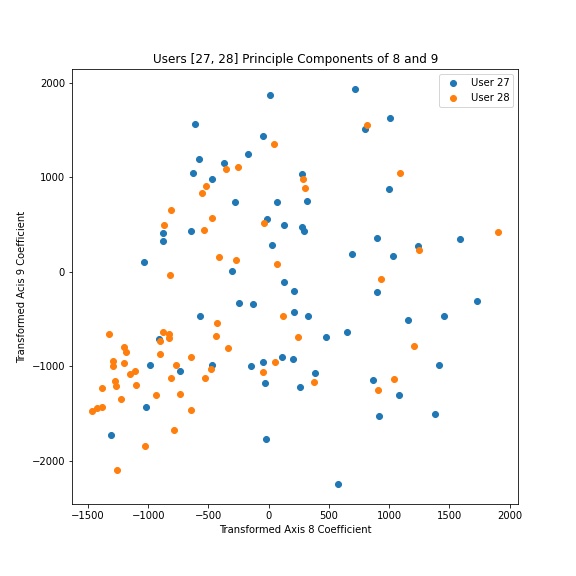 Users [27, 28] Principle Components of 8 and 9
User 27
User 28
2000
1000
0
−1000
−2000
Transformed Acis 9 Coefficient
−1500
−1000
−500
0
500
1000
1500
2000
Transformed Axis 8 Coefficient